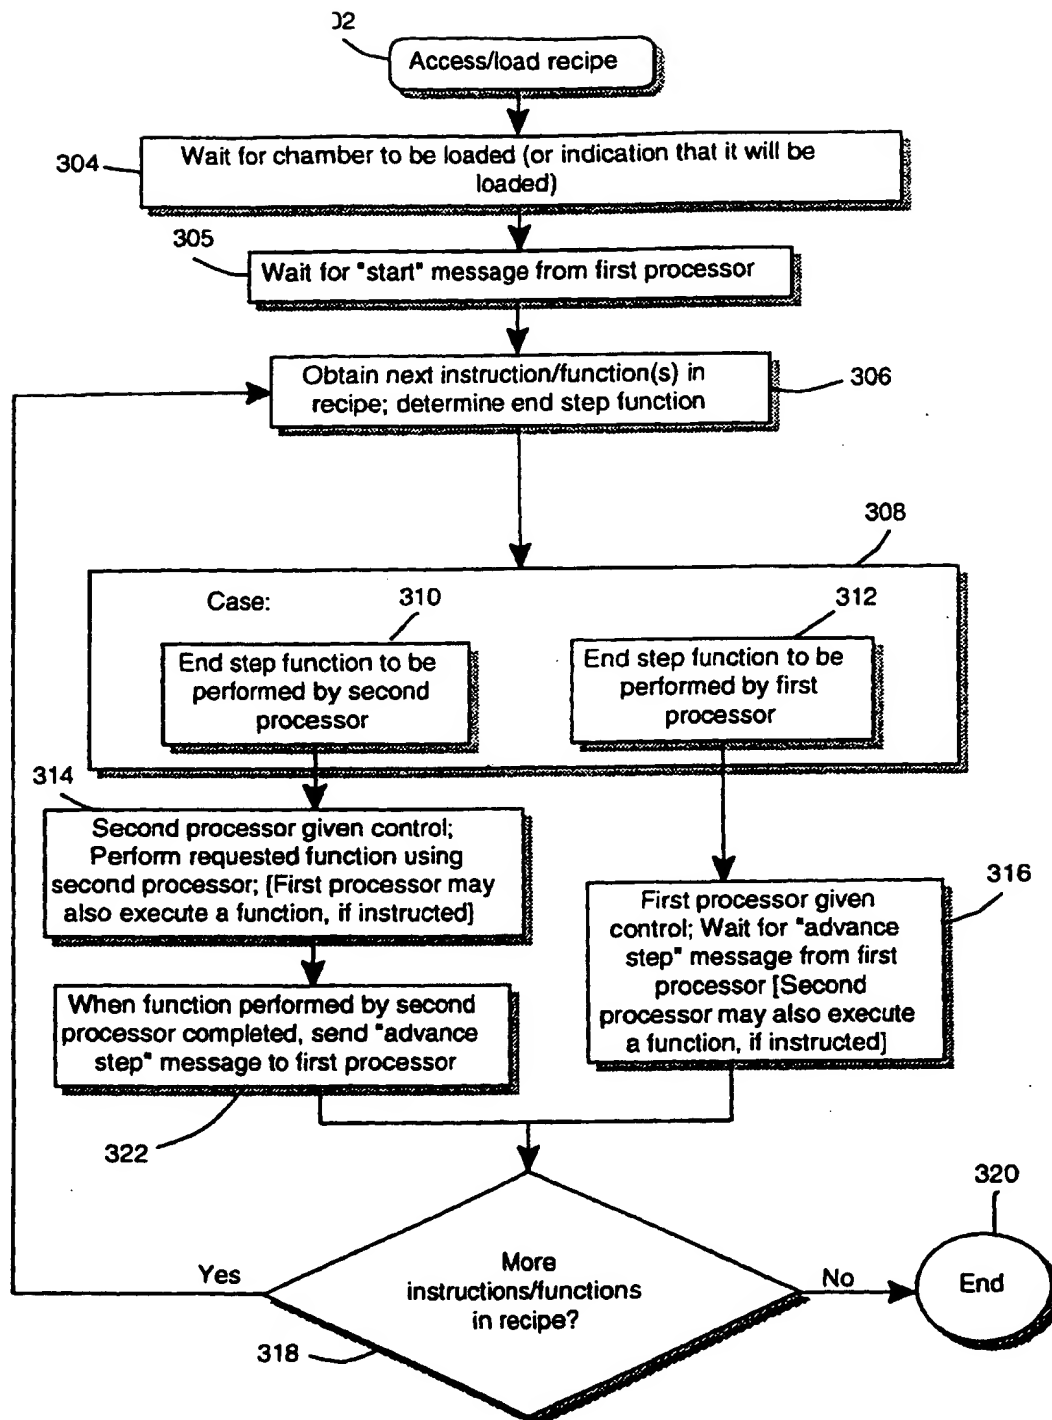 02
Access/load recipe
304
Wait for chamber to be loaded (or indication that it will be
loaded)
305
Wait for "start" message from first processor
Obtain next instruction/function(s) in
recipe; determine end step function
306
308
Case:
310
312
End step function to be
performed by second
processor
End step function to be
performed by first
processor
314
Second processor given control;
Perform requested function using
second processor; [First processor may
also execute a function, if instructed]
316
First processor given
control; Wait for "advance
step" message from first
processor [Second
processor may also execute
a function, if instructed]
When function performed by second
processor completed, send "advance
step" message to first processor
322
320
Yes
More
instructions/functions
in recipe?
No
End
318